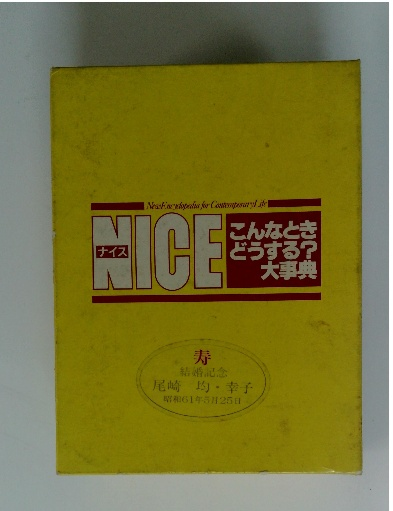 New Encyclopedia for Contemporary Life
NICE
ナイス
こんなとき
どうする?
大事典
寿
結婚記念
尾崎 均・幸子
昭和61年5月25日